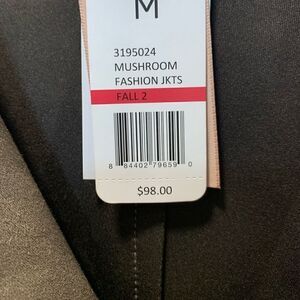 M
3195024
MUSHROOM
FASHION JKTS
FALL 2
8 84402 79659 0
$98.00